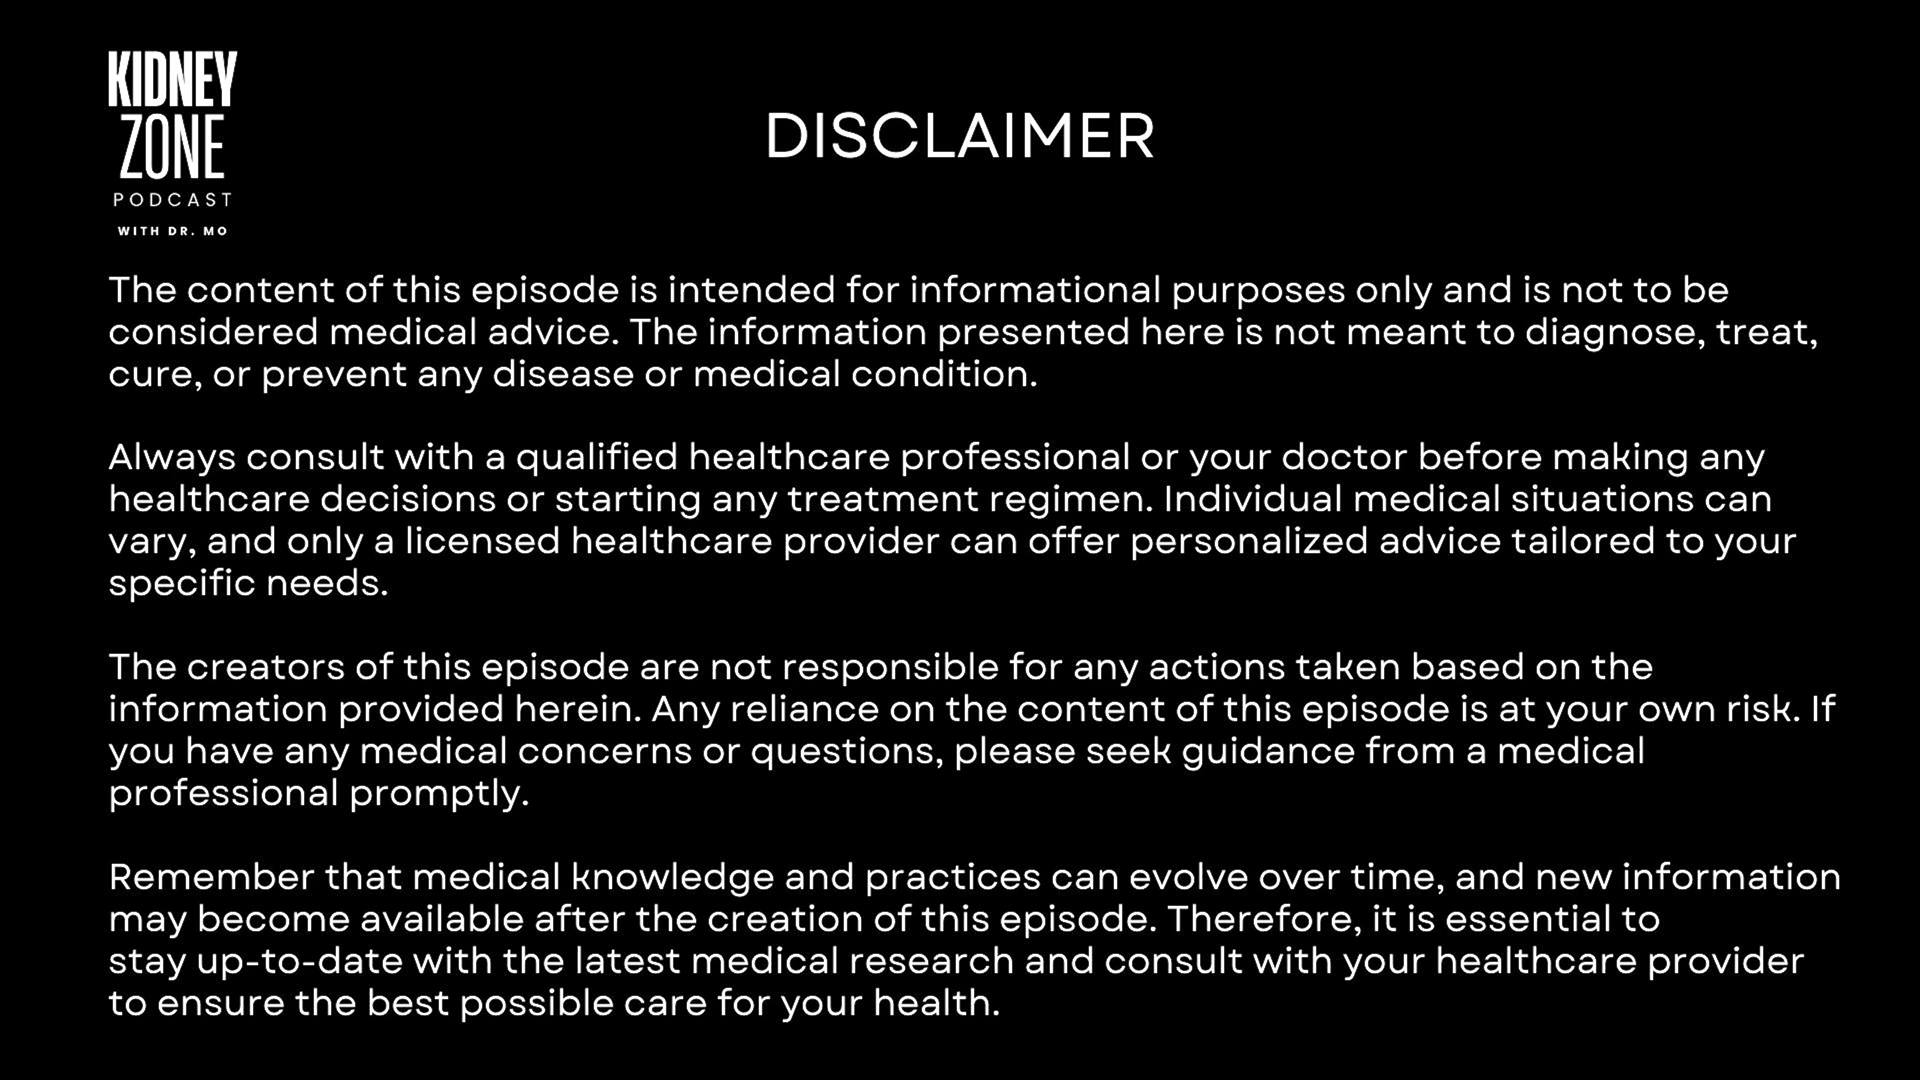 KIDNEY
ZONE
PODCAST
WITH DR. MO
DISCLAIMER
The content of this episode is intended for informational purposes only and is not to be
considered medical advice. The information presented here is not meant to diagnose, treat,
cure, or prevent any disease or medical condition.
Always consult with a qualified healthcare professional or your doctor before making any
healthcare decisions or starting any treatment regimen. Individual medical situations can
vary, and only a licensed healthcare provider can offer personalized advice tailored to your
specific needs.
The creators of this episode are not responsible for any actions taken based on the
information provided herein. Any reliance on the content of this episode is at your own risk. If
you have any medical concerns or questions, please seek guidance from a medical
professional promptly.
Remember that medical knowledge and practices can evolve over time, and new information
may become available after the creation of this episode. Therefore, it is essential to
stay up-to-date with the latest medical research and consult with your healthcare provider
to ensure the best possible care for your health.